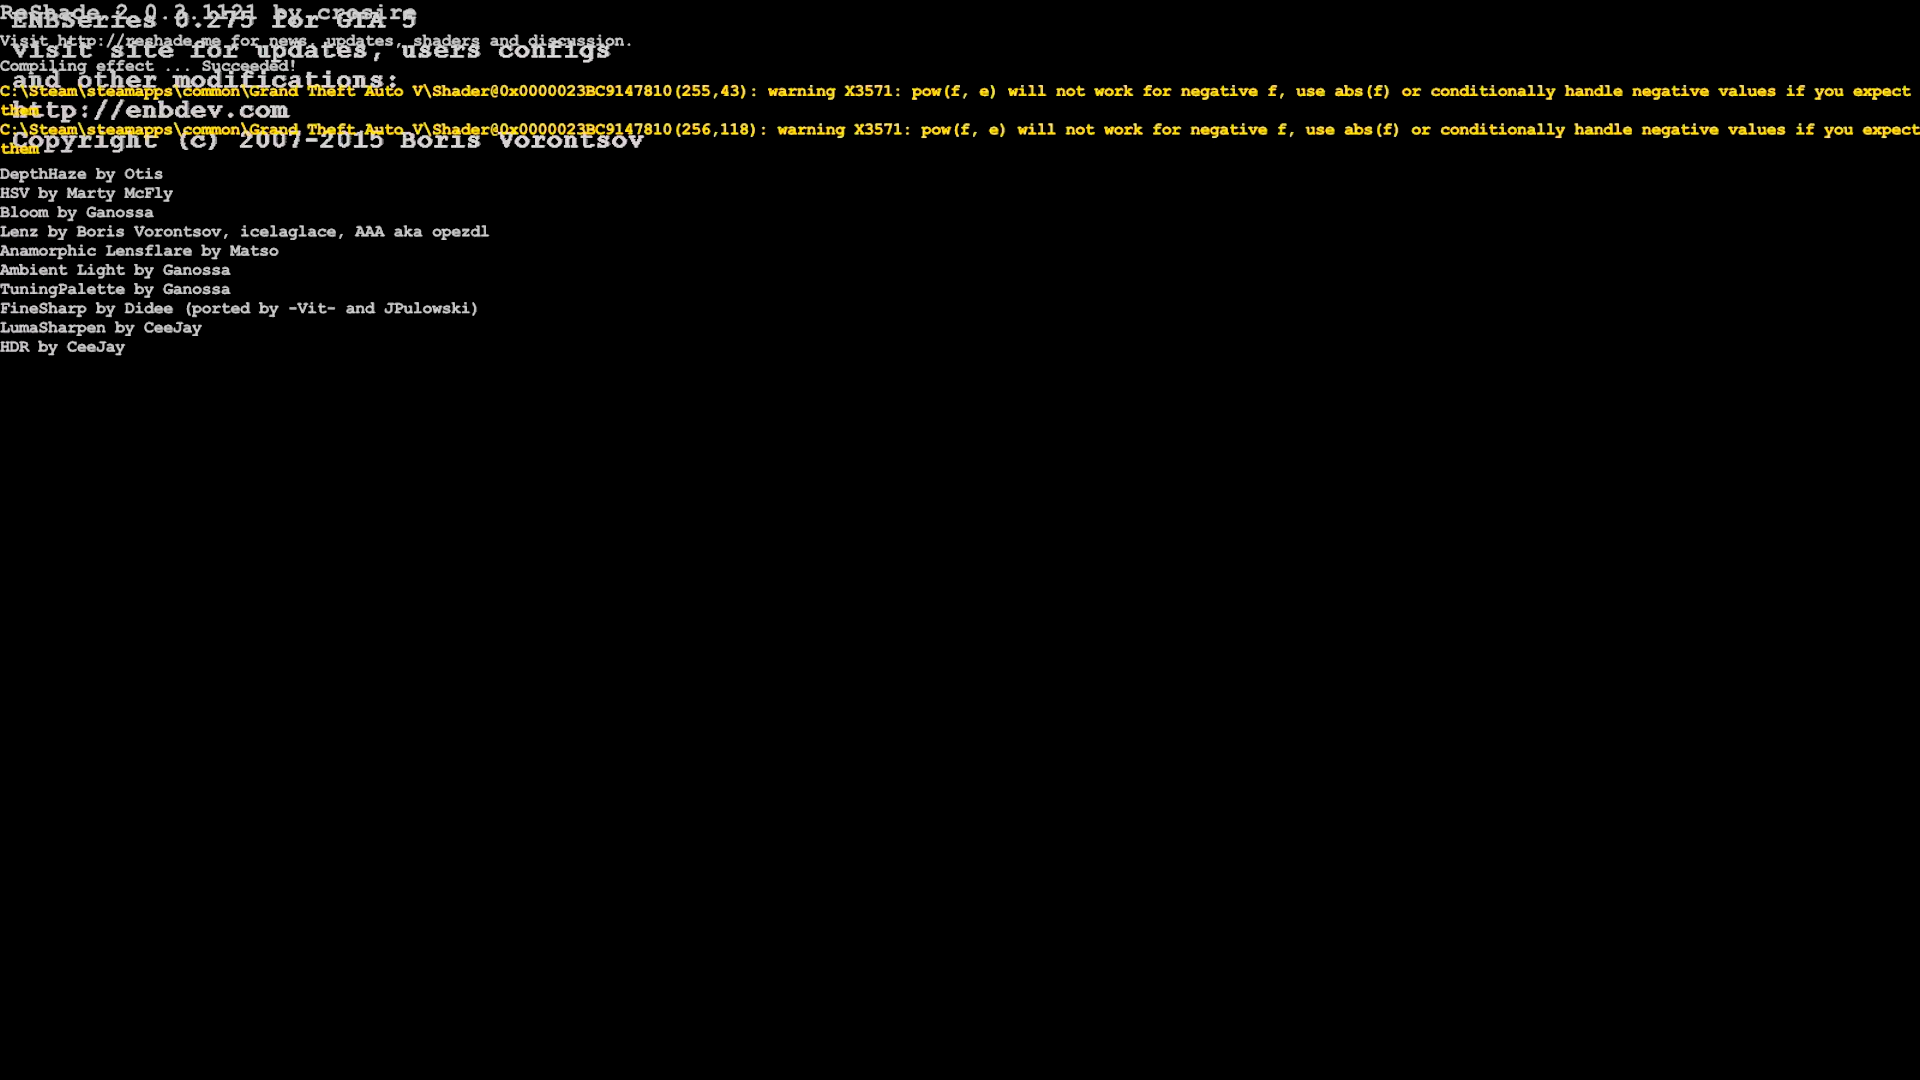 ReShade 2.0.3.1121 by crosire
ENBSeries 0.275 for GTA 5
Visit http://reshade.me for news, updates, shaders and discussion.
visit site for updates, users configs
Compiling effect ... Succeeded!
and other modifications:
C:\Steam\steamapps\common\Grand Theft Auto V\Shader@0x0000023BC9147810(255,43): warning X3571: pow(f, e) will not work for negative f, use abs(f) or conditionally handle negative values if you expect
them
http://enbdev.com
C:\Steam\steamapps\common\Grand Theft Auto V\Shader@0x0000023BC9147810(256,118): warning X3571: pow(f, e) will not work for negative f, use abs(f) or conditionally handle negative values if you expect
them
Copyright (c) 2007-2015 Boris Vorontsov
DepthHaze by Otis
HSV by Marty McFly
Bloom by Ganossa
Lenz by Boris Vorontsov, icelaglace, AAA aka opezdl
Anamorphic Lensflare by Matso
Ambient Light by Ganossa
TuningPalette by Ganossa
FineSharp by Didee (ported by -Vit- and JPulowski)
LumaSharpen by CeeJay
HDR by CeeJay